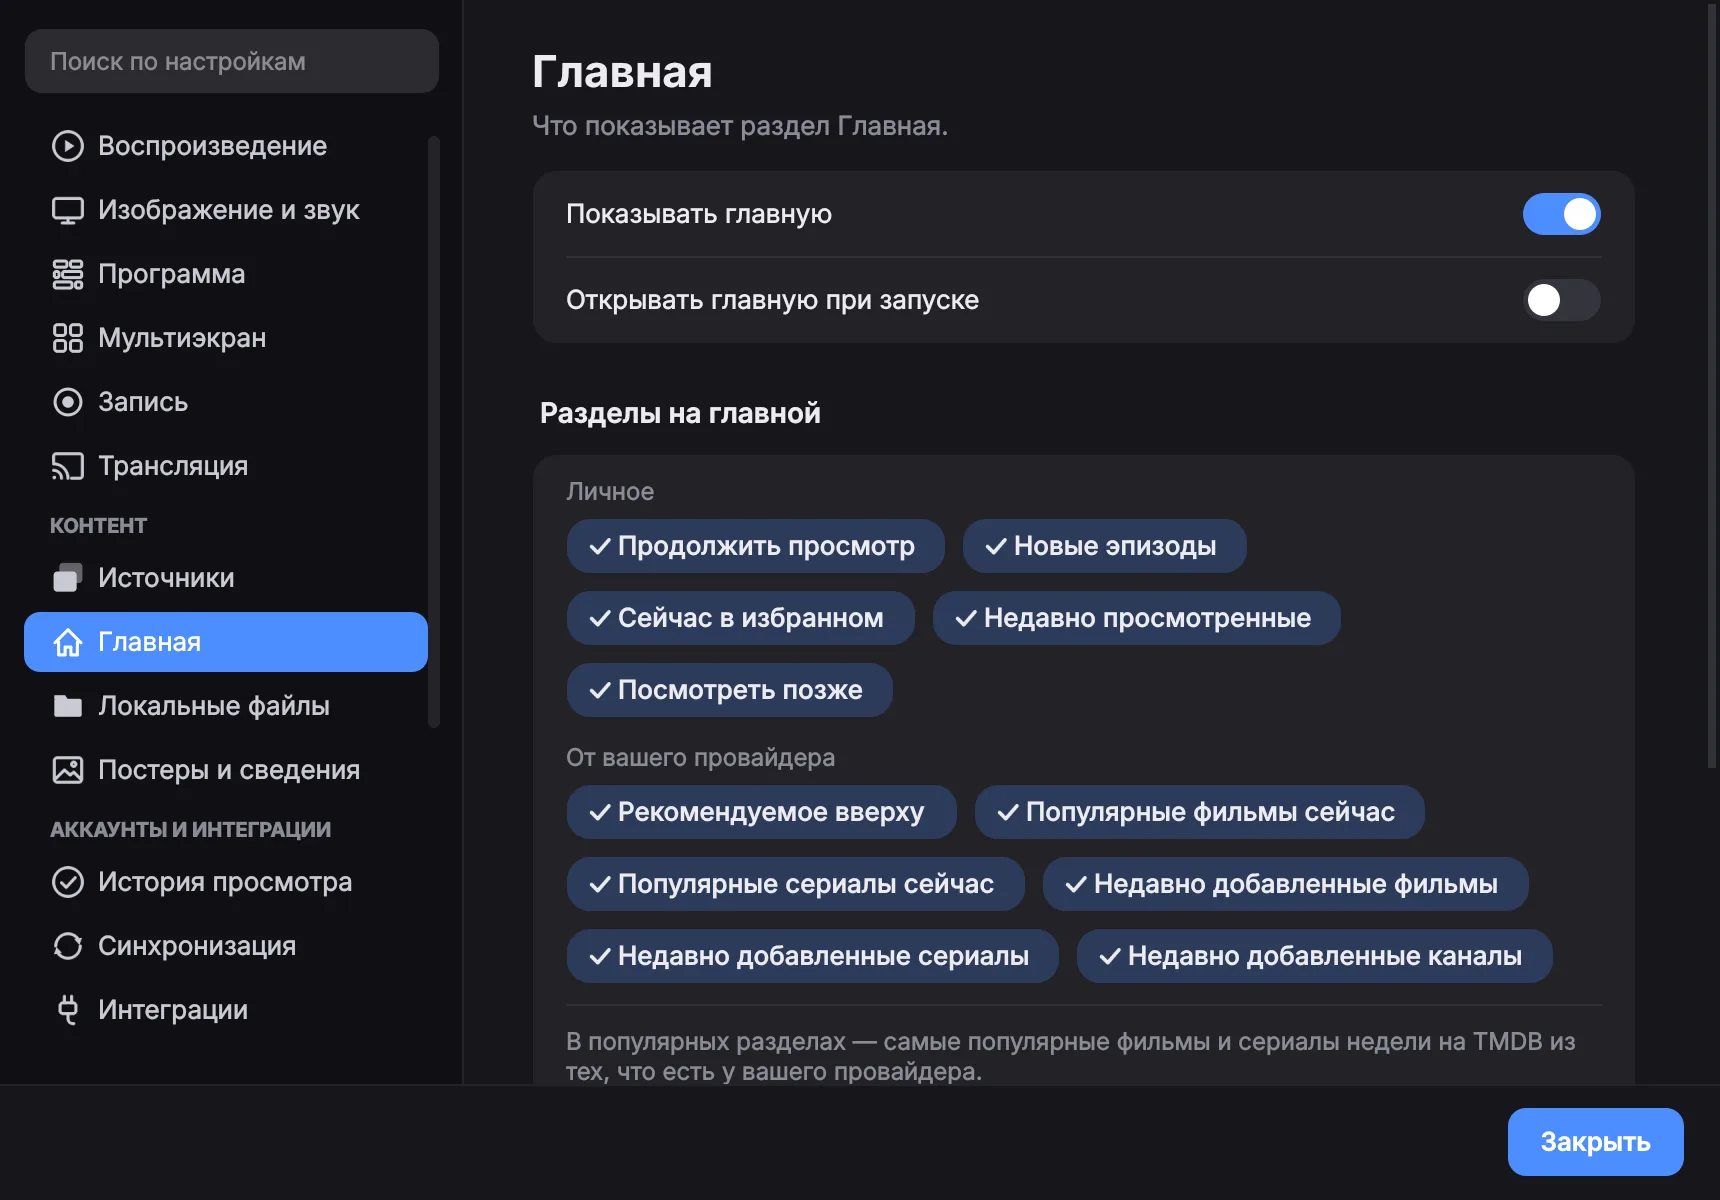 Поиск по настройкам
Воспроизведение
Изображение и звук
Программа
Мультиэкран
Запись
Трансляция
КОНТЕНТ
Источники
Главная
Локальные файлы
Постеры и сведения
АККАУНТЫ И ИНТЕГРАЦИИ
История просмотра
Синхронизация
Интеграции
Главная
Что показывает раздел Главная.
Показывать главную
Открывать главную при запуске
Разделы на главной
Личное
Продолжить просмотр
Новые эпизоды
Сейчас в избранном
Недавно просмотренные
Посмотреть позже
От вашего провайдера
Рекомендуемое вверху
Популярные фильмы сейчас
Популярные сериалы сейчас
Недавно добавленные фильмы
Недавно добавленные сериалы
Недавно добавленные каналы
В популярных разделах — самые популярные фильмы и сериалы недели на TMDB из
тех, что есть у вашего провайдера.
Закрыть